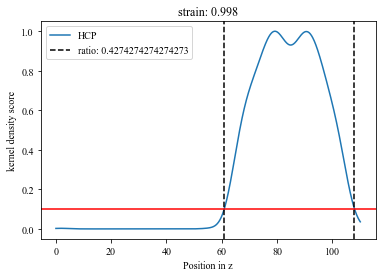 strain: 0.998
HCP
ratio: 0.4274274274274273
kernel density score
1.0
0.8
0.6
0.4
0.2
0.0
0 20 40 60 80 100
Position in z